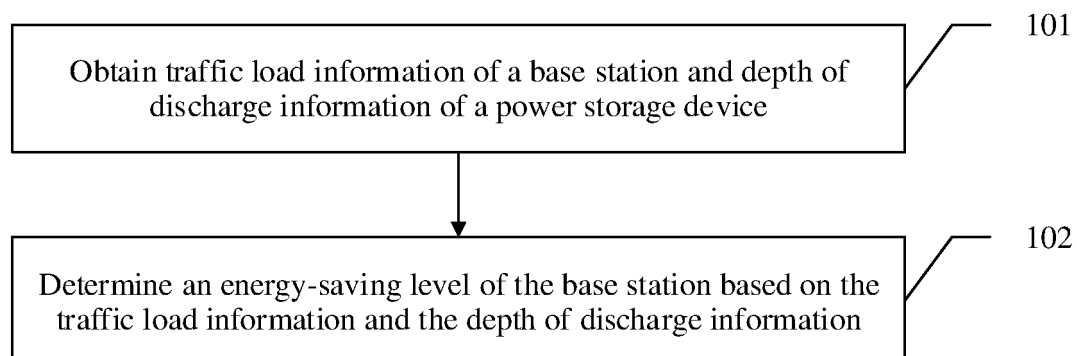 101
Obtain traffic load information of a base station and depth of
discharge information of a power storage device
102
Determine an energy-saving level of the base station based on the
traffic load information and the depth of discharge information